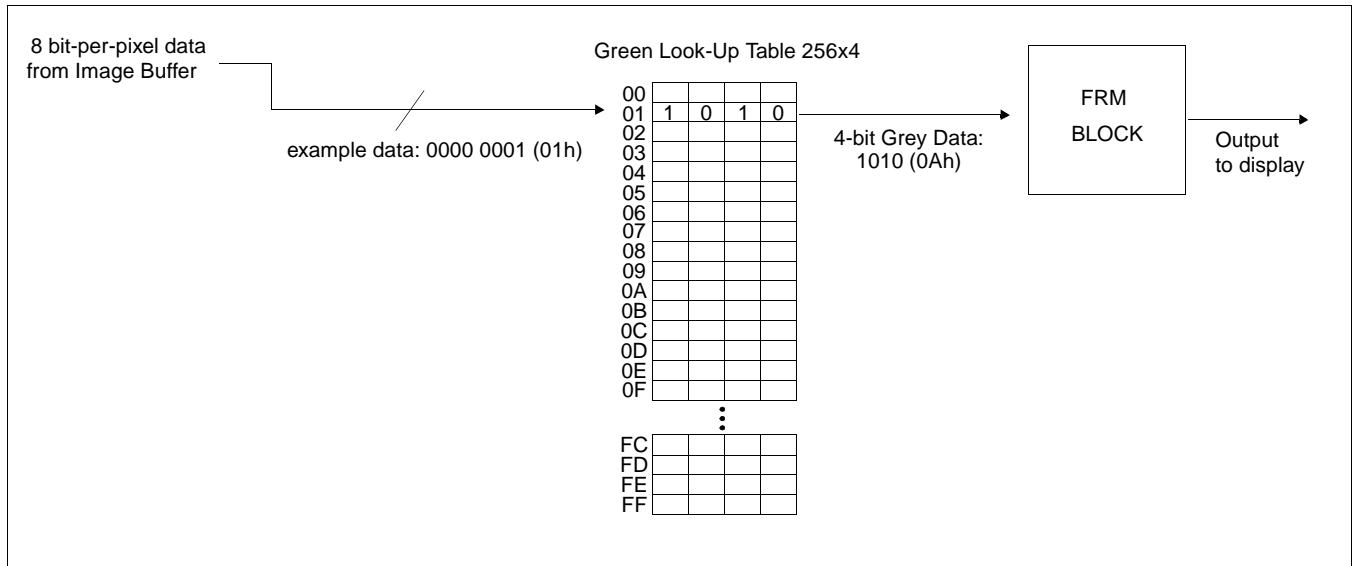 8 bit-per-pixel data
from Image Buffer
Green Look-Up Table 256x4
00
01 1 0 1 0
02
03
04
05
06
07
08
09
0A
0B
0C
0D
0E
0F
FC
FD
FE
FF
example data: 0000 0001 (01h)
4-bit Grey Data:
1010 (0Ah)
FRM
BLOCK
Output
to display